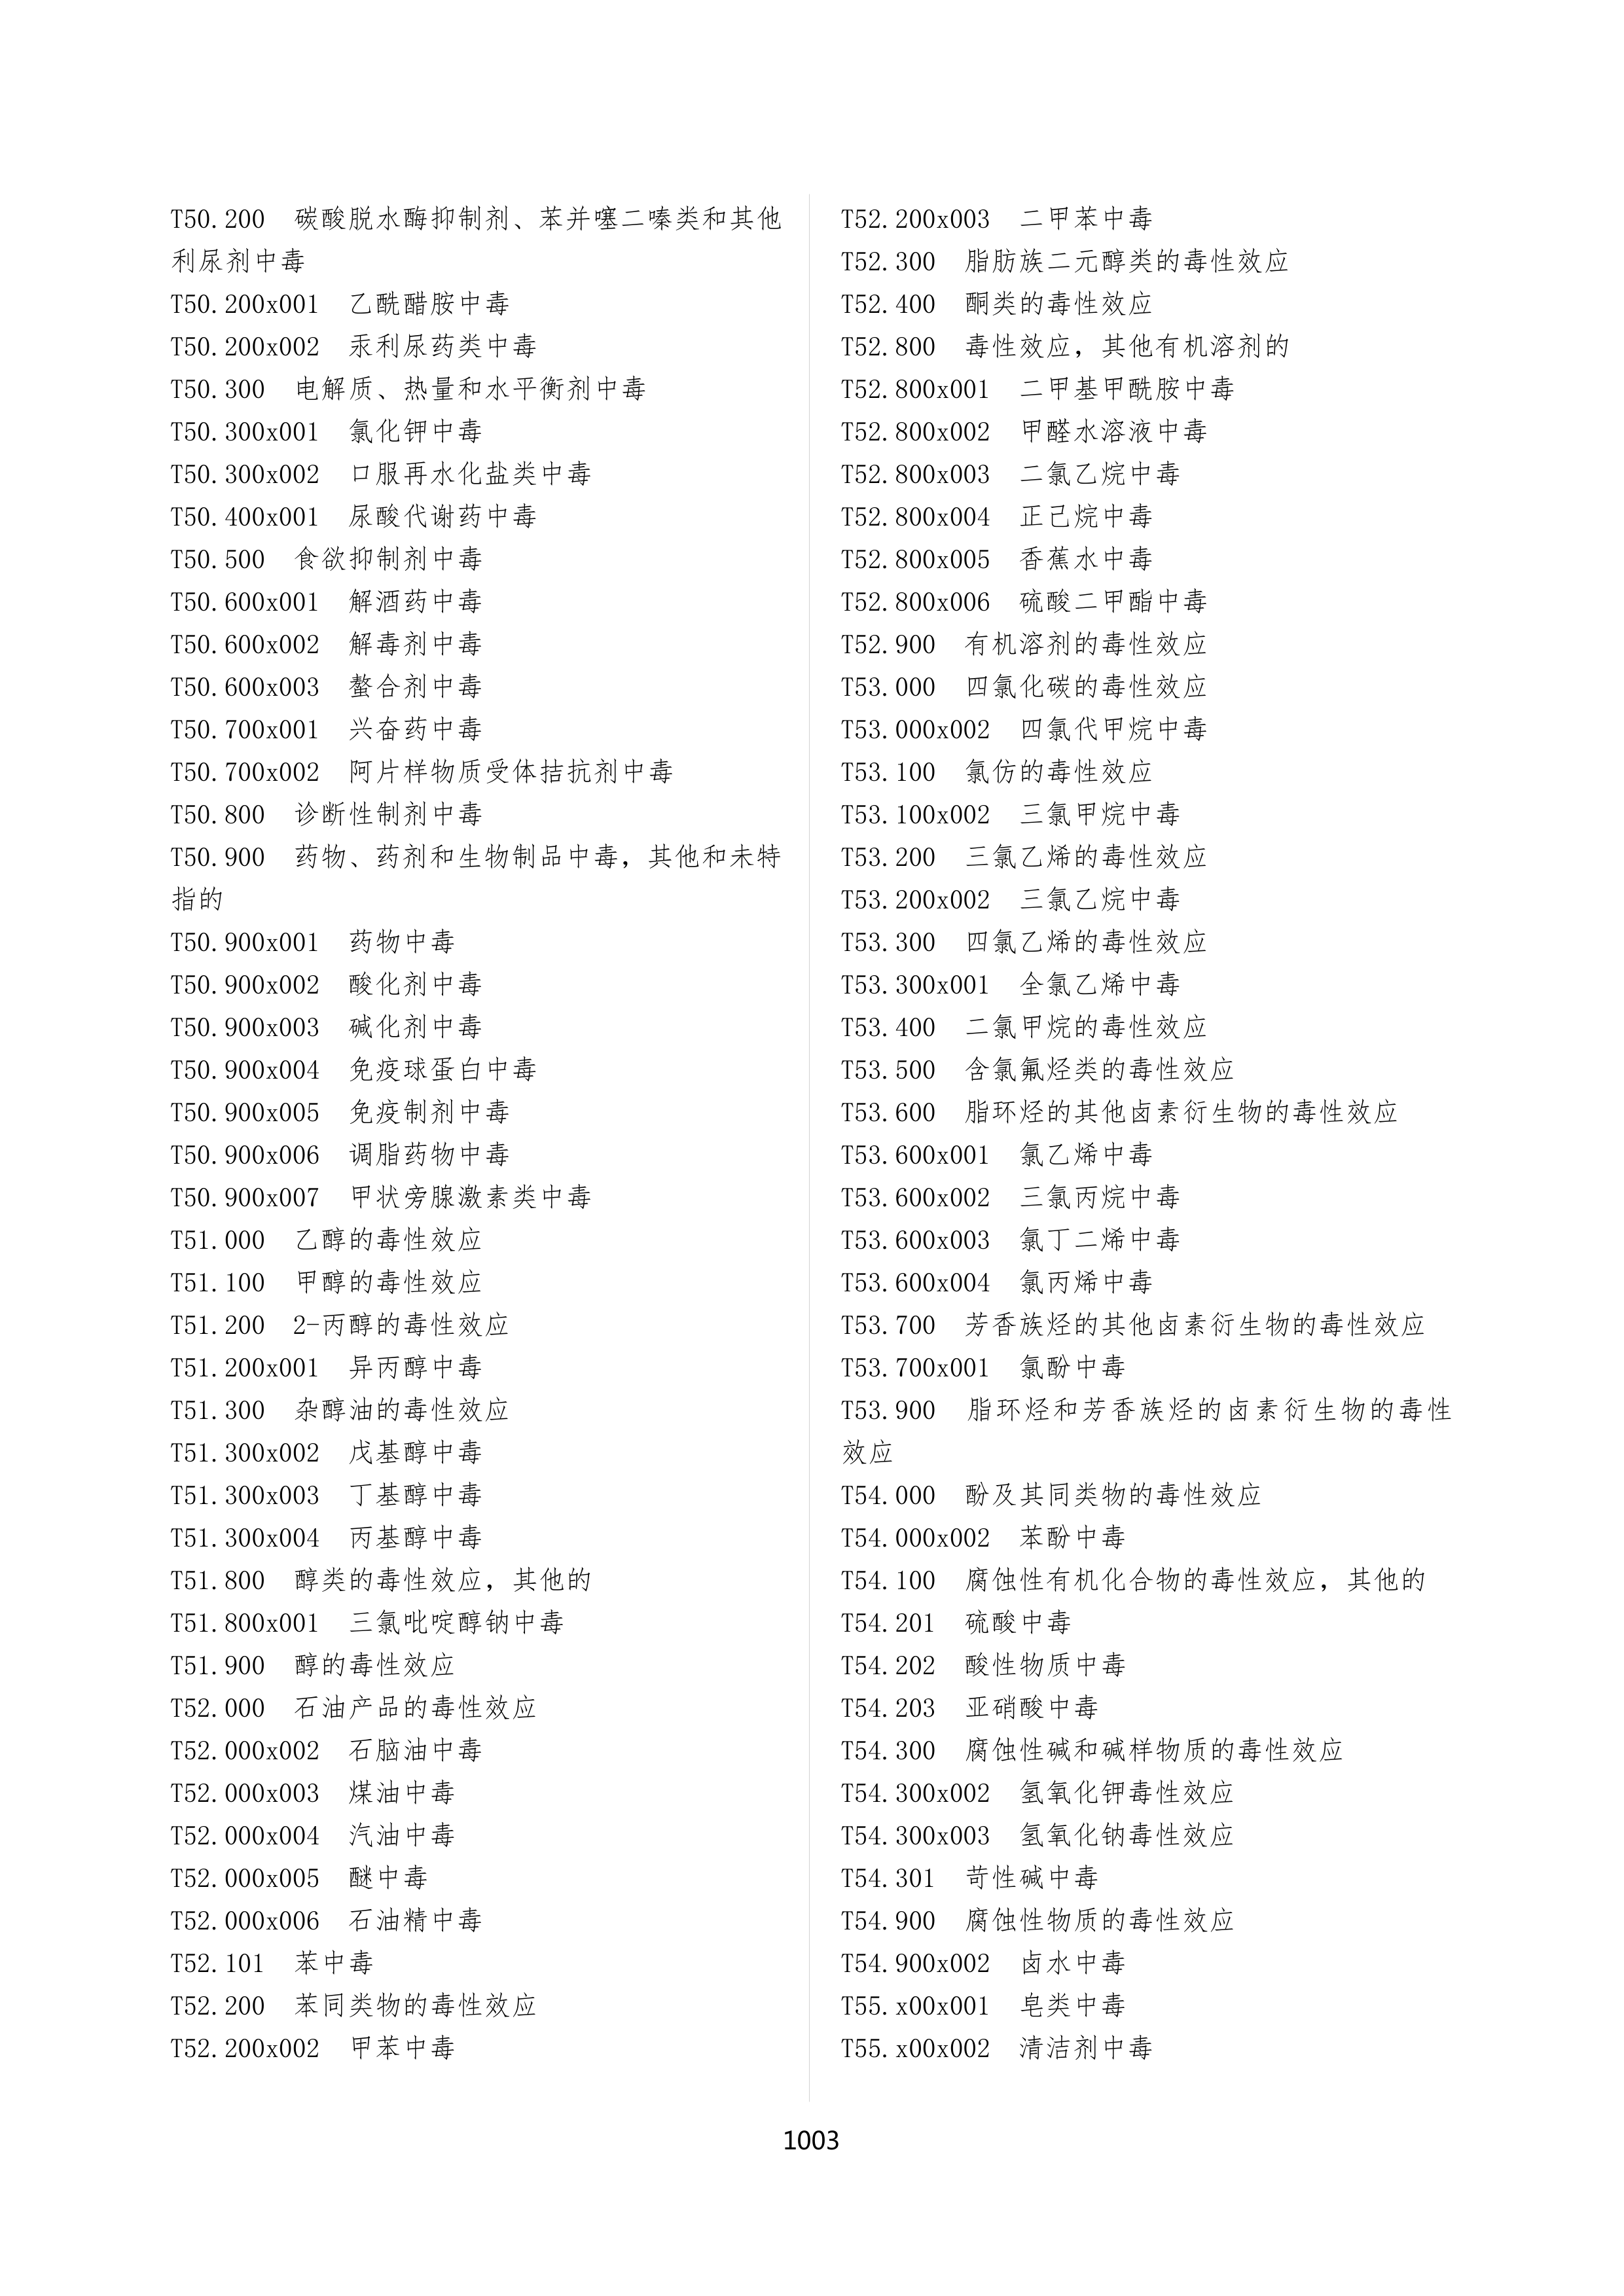 T50.200 碳酸脱水酶抑制剂、苯并噻二嗪类和其他
利尿剂中毒
T50.200x001 乙酰醋胺中毒
T50.200x002 汞利尿药类中毒
T50.300 电解质、热量和水平衡剂中毒
T50.300x001 氯化钾中毒
T50.300x002 口服再水化盐类中毒
T50.400x001 尿酸代谢药中毒
T50.500 食欲抑制剂中毒
T50.600x001 解酒药中毒
T50.600x002 解毒剂中毒
T50.600x003 螯合剂中毒
T50.700x001 兴奋药中毒
T50.700x002 阿片样物质受体拮抗剂中毒
T50.800 诊断性制剂中毒
T50.900 药物、药剂和生物制品中毒，其他和未特
指的
T50.900x001 药物中毒
T50.900x002 酸化剂中毒
T50.900x003 碱化剂中毒
T50.900x004 免疫球蛋白中毒
T50.900x005 免疫制剂中毒
T50.900x006 调脂药物中毒
T50.900x007 甲状旁腺激素类中毒
T51.000 乙醇的毒性效应
T51.100 甲醇的毒性效应
T51.200 2-丙醇的毒性效应
T51.200x001 异丙醇中毒
T51.300 杂醇油的毒性效应
T51.300x002 戊基醇中毒
T51.300x003 丁基醇中毒
T51.300x004 丙基醇中毒
T51.800 醇类的毒性效应，其他的
T51.800x001 三氯吡啶醇钠中毒
T51.900 醇的毒性效应
T52.000 石油产品的毒性效应
T52.000x002 石脑油中毒
T52.000x003 煤油中毒
T52.000x004 汽油中毒
T52.000x005 醚中毒
T52.000x006 石油精中毒
T52.101 苯中毒
T52.200 苯同类物的毒性效应
T52.200x002 甲苯中毒
T52.200x003 二甲苯中毒
T52.300 脂肪族二元醇类的毒性效应
T52.400 酮类的毒性效应
T52.800 毒性效应，其他有机溶剂的
T52.800x001 二甲基甲酰胺中毒
T52.800x002 甲醛水溶液中毒
T52.800x003 二氯乙烷中毒
T52.800x004 正己烷中毒
T52.800x005 香蕉水中毒
T52.800x006 硫酸二甲酯中毒
T52.900 有机溶剂的毒性效应
T53.000 四氯化碳的毒性效应
T53.000x002 四氯代甲烷中毒
T53.100 氯仿的毒性效应
T53.100x002 三氯甲烷中毒
T53.200 三氯乙烯的毒性效应
T53.200x002 三氯乙烷中毒
T53.300 四氯乙烯的毒性效应
T53.300x001 全氯乙烯中毒
T53.400 二氯甲烷的毒性效应
T53.500 含氯氟烃类的毒性效应
T53.600 脂环烃的其他卤素衍生物的毒性效应
T53.600x001 氯乙烯中毒
T53.600x002 三氯丙烷中毒
T53.600x003 氯丁二烯中毒
T53.600x004 氯丙烯中毒
T53.700 芳香族烃的其他卤素衍生物的毒性效应
T53.700x001 氯酚中毒
T53.900 脂环烃和芳香族烃的卤素衍生物的毒性
效应
T54.000 酚及其同类物的毒性效应
T54.000x002 苯酚中毒
T54.100 腐蚀性有机化合物的毒性效应，其他的
T54.201 硫酸中毒
T54.202 酸性物质中毒
T54.203 亚硝酸中毒
T54.300 腐蚀性碱和碱样物质的毒性效应
T54.300x002 氢氧化钾毒性效应
T54.300x003 氢氧化钠毒性效应
T54.301 苛性碱中毒
T54.900 腐蚀性物质的毒性效应
T54.900x002 卤水中毒
T55.x00x001 皂类中毒
T55.x00x002 清洁剂中毒
1003